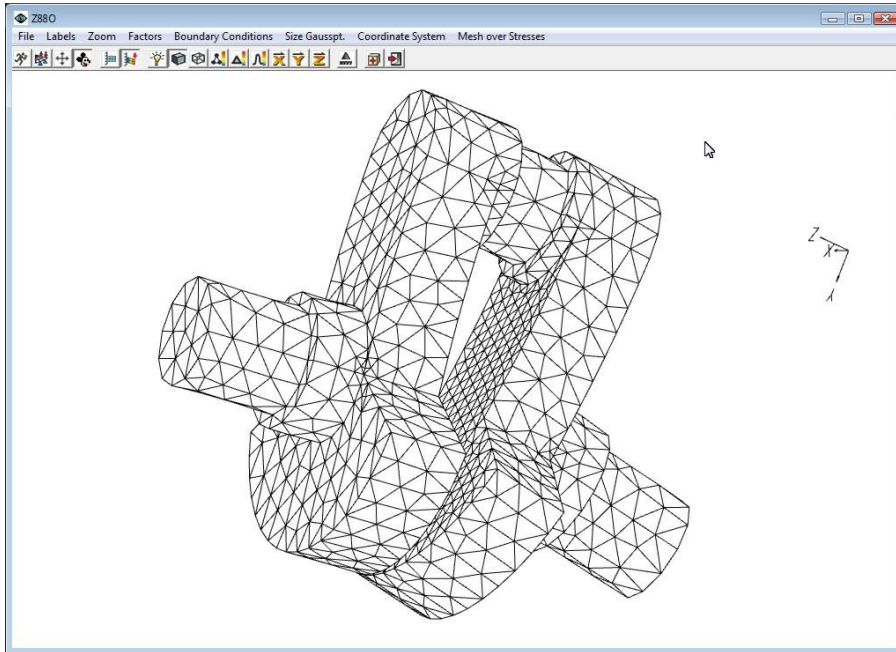 Z88O
File Labels Zoom Factors Boundary Conditions Size Gausspt. Coordinate System Mesh over Stresses
X Y Z
Z
X
Y